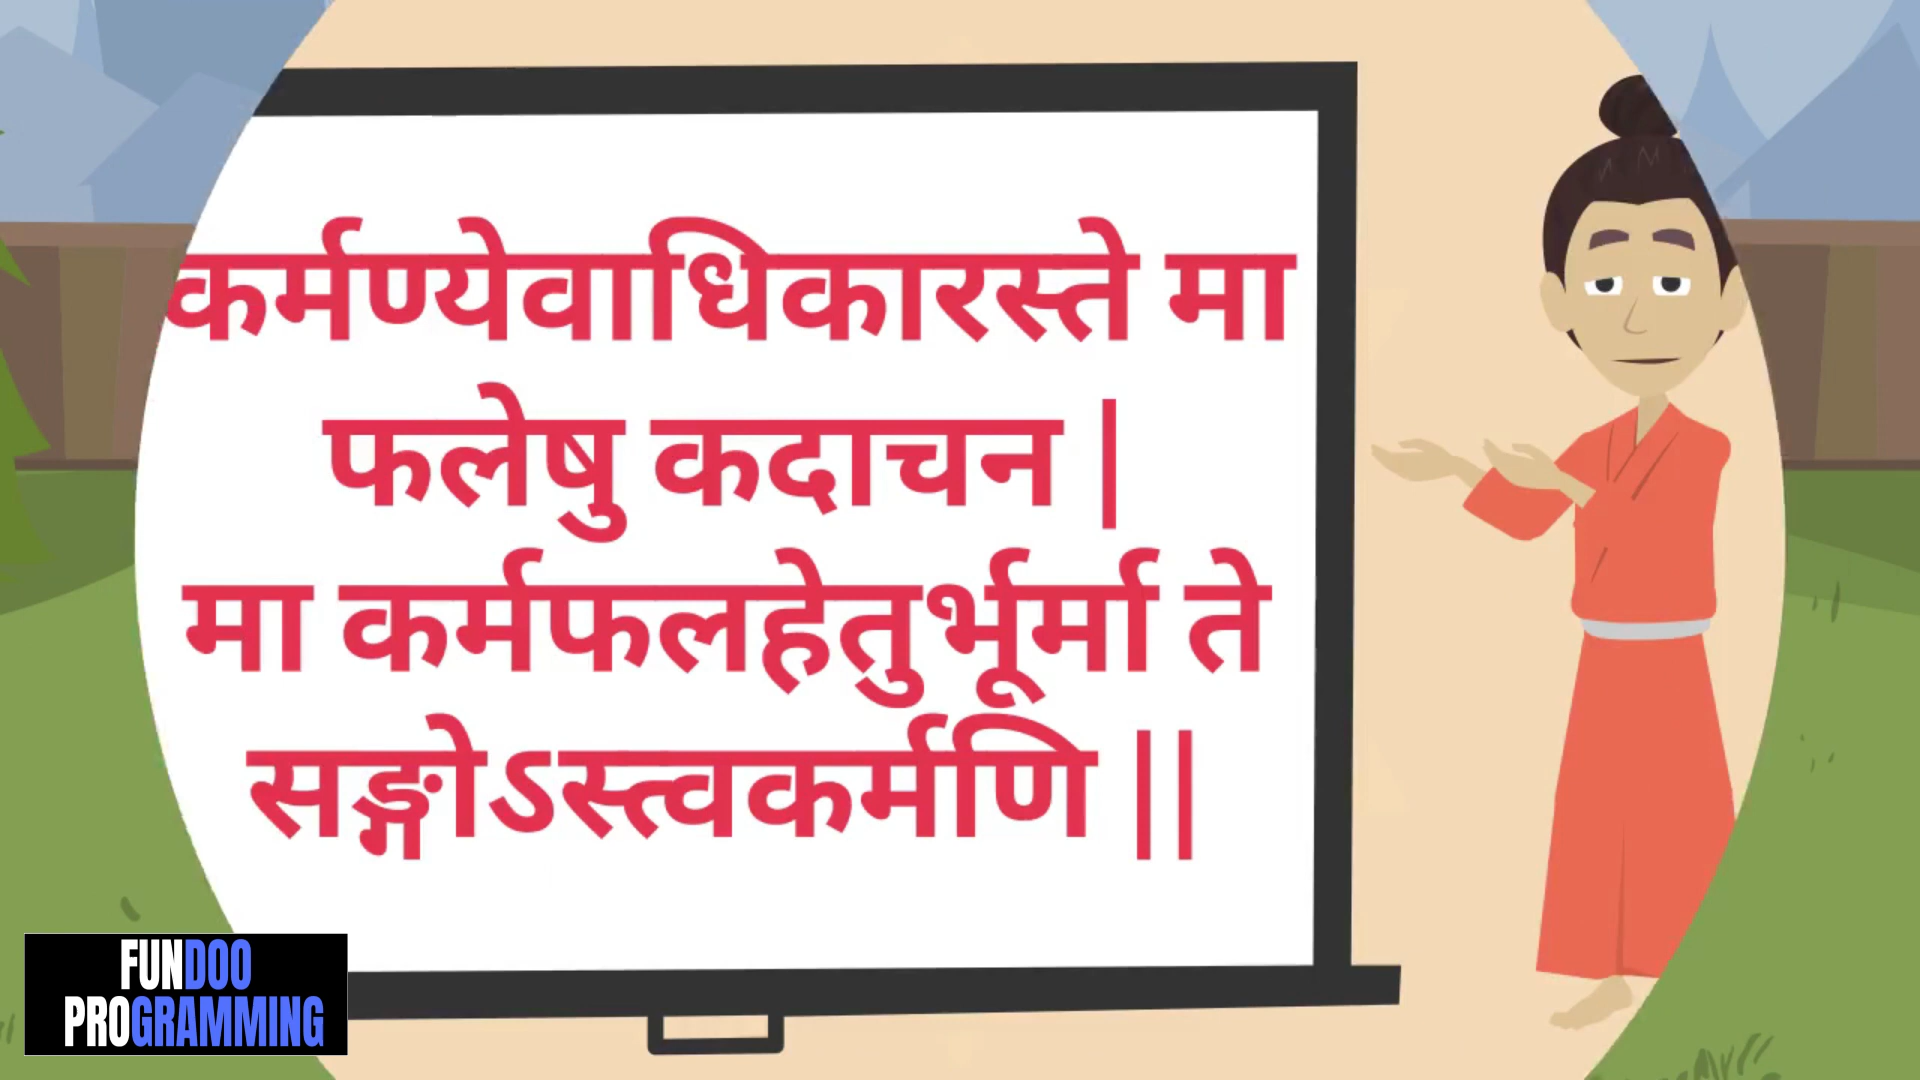 कर्मण्येवाधिकारस्ते मा
फलेषु कदाचन |
मा कर्मफलहेतुर्भूर्मा ते
सङ्गोऽस्त्वकर्मणि ||
FUNDOO
PROGRAMMING